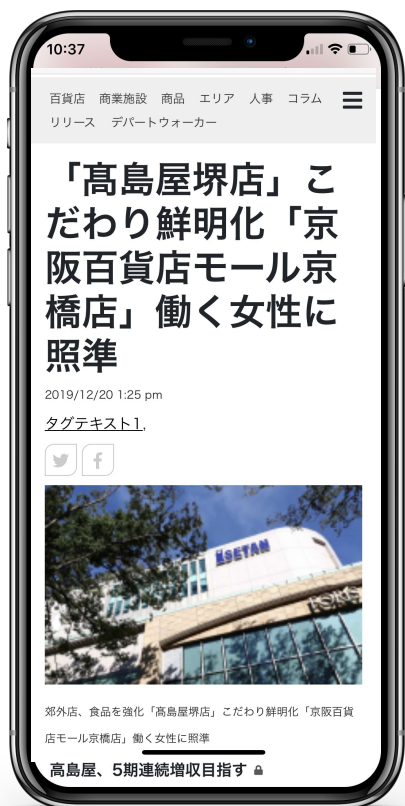 10:37
百貨店 商業施設 商品 エリア 人事 コラム
リリース デパートウォーカー
「髙島屋堺店」こ
だわり鮮明化「京
阪百貨店モール京
橋店」働く女性に
照準
2019/12/20 1:25 pm
タグテキスト1,
ISETAN
FORIS
郊外店、食品を強化「髙島屋堺店」こだわり鮮明化「京阪百貨
店モール京橋店」働く女性に照準
高島屋、5期連続増収目指す